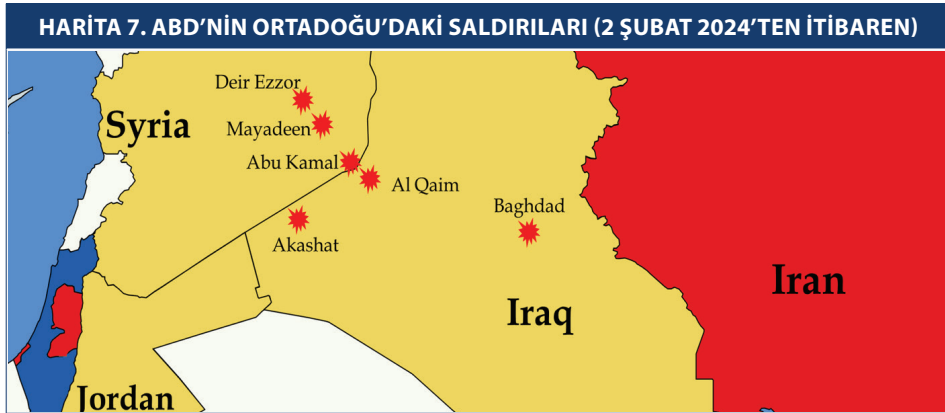 HARİTA 7. ABD’NİN ORTADOĞU’DAKİ SALDIRILARI (2 ŞUBAT 2024’TEN İTİBAREN)
Deir Ezzor
Syria
Mayadeen
Abu Kamal
Al Qaim
Baghdad
Akashat
Iran
Iraq
Jordan